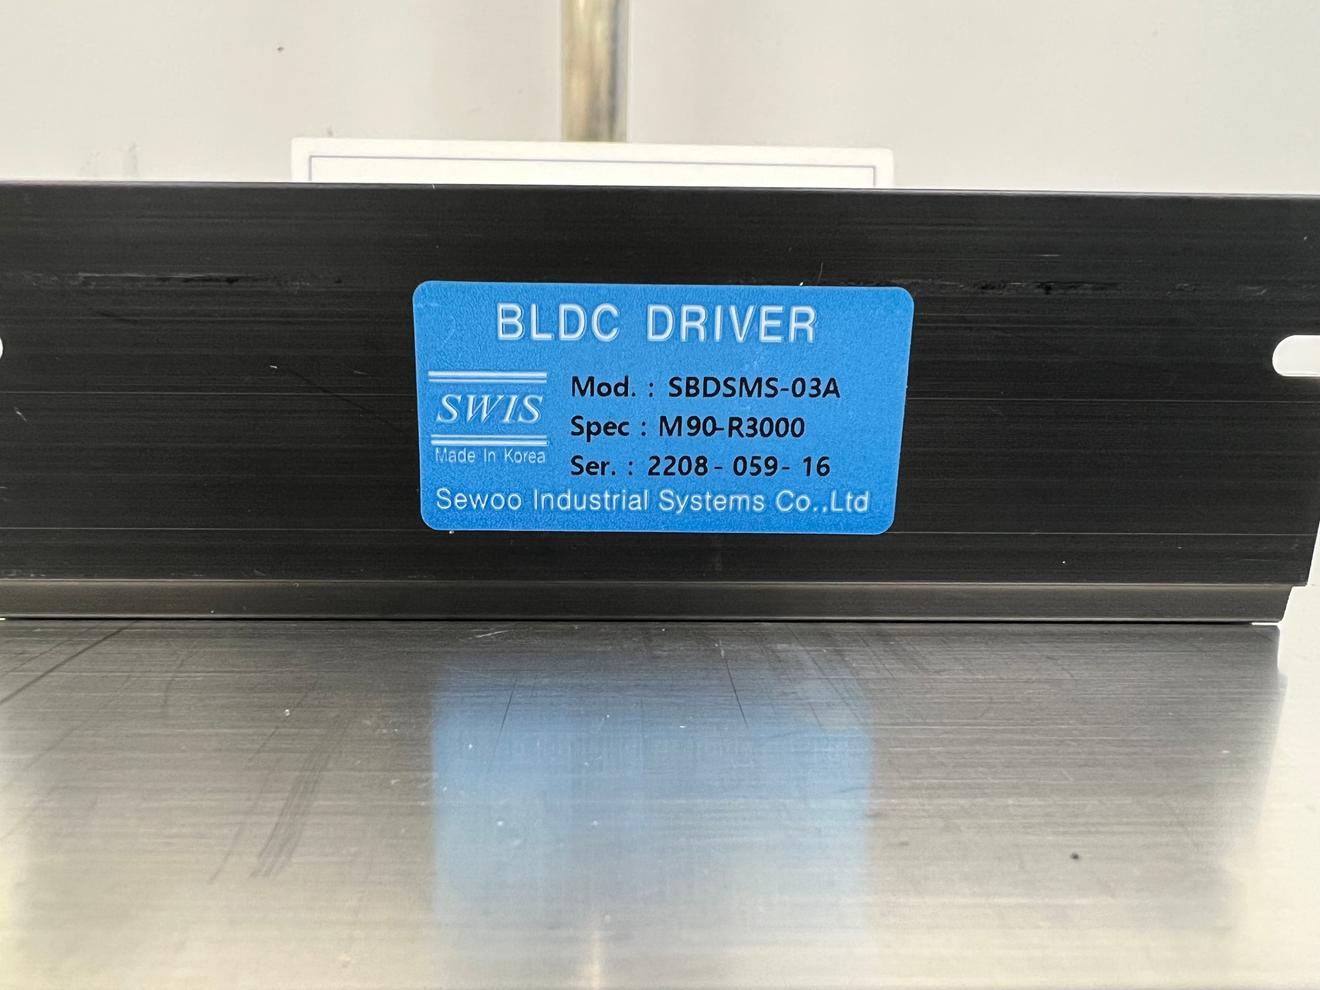 BLDC DRIVER
SWIS
Made In Korea
Mod. : SBDSMS-03A
Spec : M90-R3000
Ser. : 2208- 059- 16
Sewoo Industrial Systems Co.,Ltd